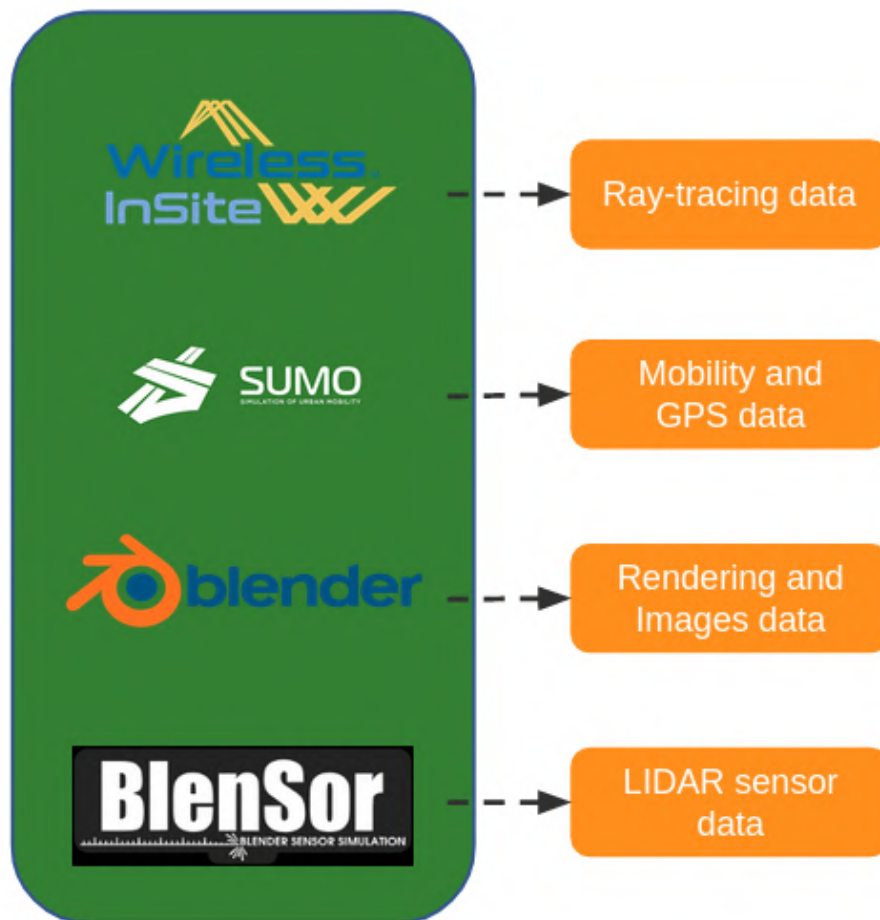 Wireless
InSite
Ray-tracing data
SUMO
SIMULATION OF URBAN MOBILITY
Mobility and
GPS data
blender
Rendering and
Images data
BlenSor
BLENDER SENSOR SIMULATION
LIDAR sensor
data